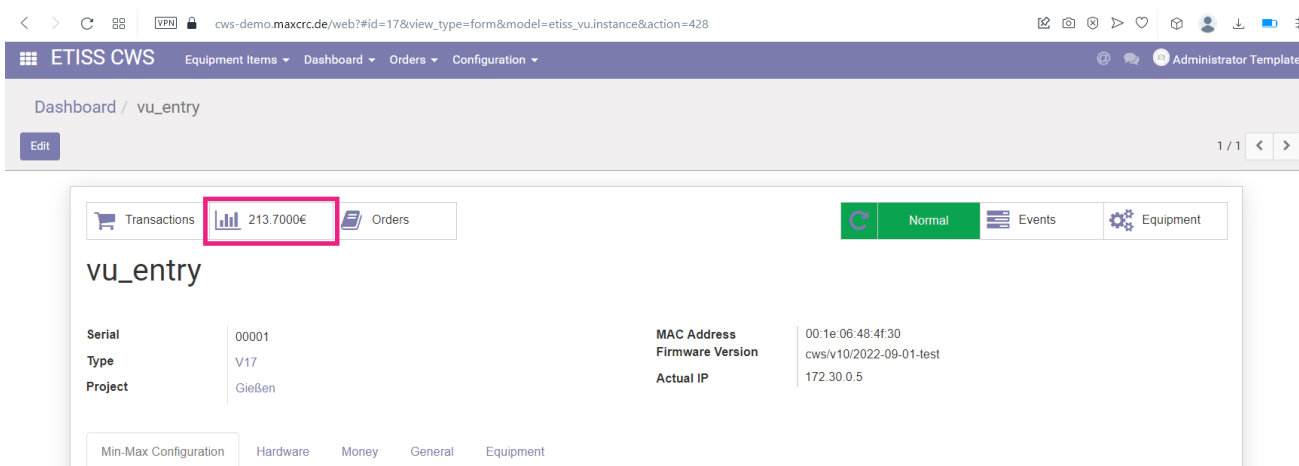 VPN cws-demo.maxcrc.de/web?#id=17&view_type=form&model=etiss_vu.instance&action=428
ETISS CWS Equipment Items Dashboard Orders Configuration @ Administrator Template
Dashboard / vu_entry
Edit 1 / 1
Transactions 213.7000€ Orders Normal Events Equipment
vu_entry
Serial 00001 MAC Address 00:1e:06:48:4f:30
Type V17 Firmware Version cws/v10/2022-09-01-test
Project Gießen Actual IP 172.30.0.5
Min-Max Configuration Hardware Money General Equipment